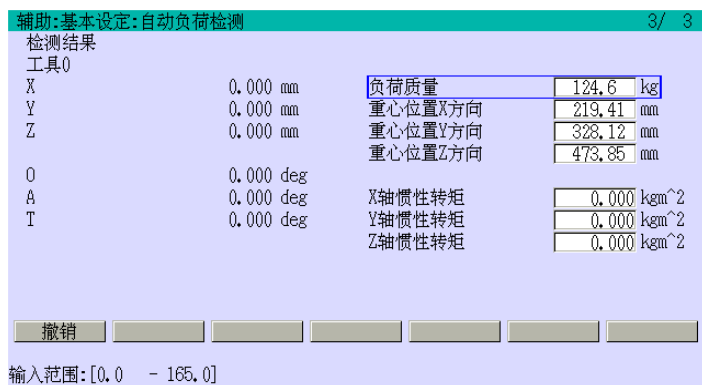 辅助:基本设定:自动负荷检测 3/ 3
检测结果
工具0
X 0.000 mm 负荷质量 124.6 kg
Y 0.000 mm 重心位置X方向 219.41 mm
Z 0.000 mm 重心位置Y方向 328.12 mm
重心位置Z方向 473.85 mm
O 0.000 deg
A 0.000 deg X轴惯性转矩 0.000 kgm^2
T 0.000 deg Y轴惯性转矩 0.000 kgm^2
Z轴惯性转矩 0.000 kgm^2
撤销
输入范围:[0.0 - 165.0]